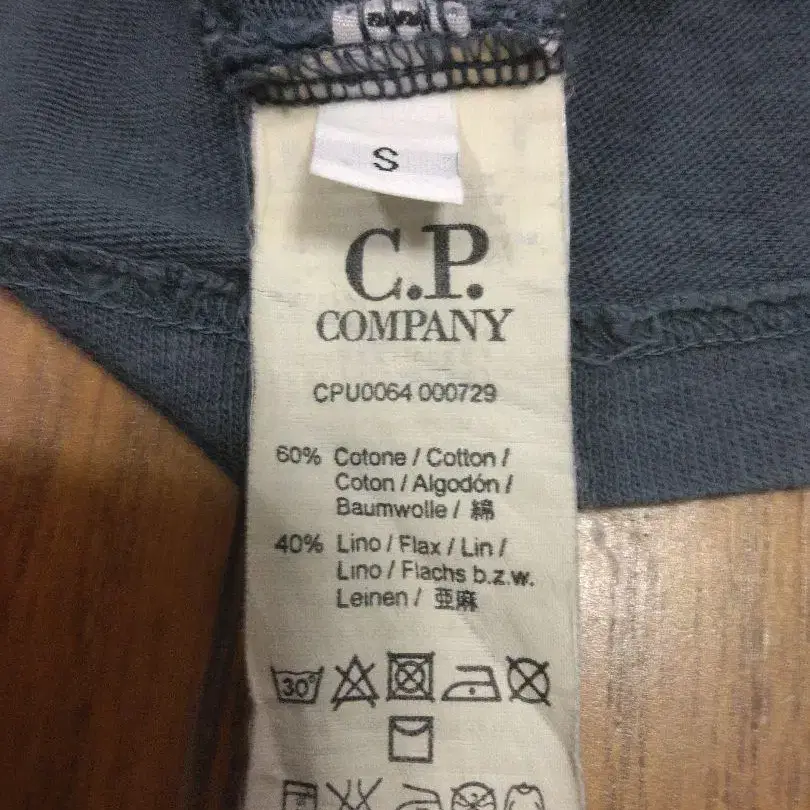 S
C.P.
COMPANY
CPU0064 000729
60% Cotone / Cotton /
Coton / Algodón /
Baumwolle / 綿
40% Lino / Flax / Lin /
Lino / Flachs b.z.w.
Leinen / 亜麻
30°